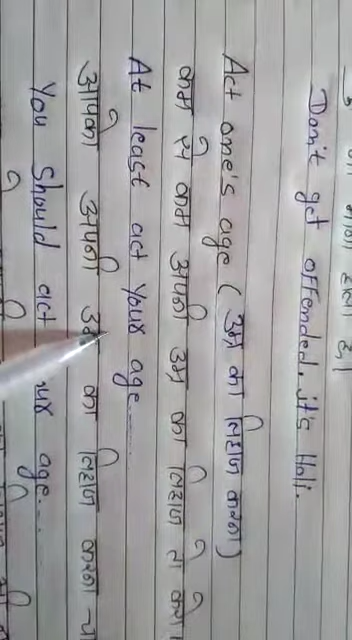 Don't get offended, it's Holi.
Act one's age ( उम्र का लिहाज करना )
कम से कम अपनी उम्र का लिहाज तो करो
At least act your age......
आपको अपनी उम्र का लिहाज करना
You should act your age....